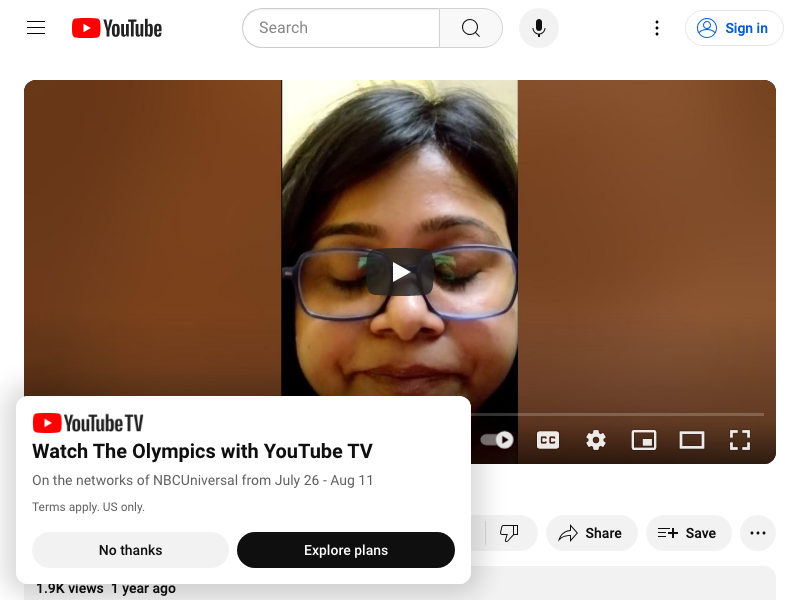 YouTube
Search
Sign in
CC
YouTube TV
Watch The Olympics with YouTube TV
On the networks of NBCUniversal from July 26 - Aug 11
Terms apply. US only.
No thanks
Explore plans
Share
Save
1.9K views 1 year ago